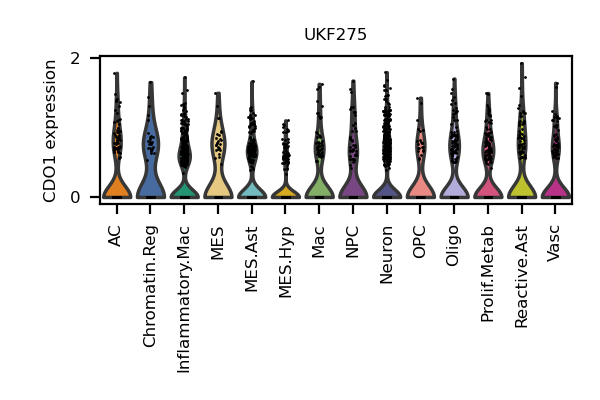 UKF275
CDO1 expression
2
0
AC
Chromatin.Reg
Inflammatory.Mac
MES
MES.Ast
MES.Hyp
Mac
NPC
Neuron
OPC
Oligo
Prolif.Metab
Reactive.Ast
Vasc